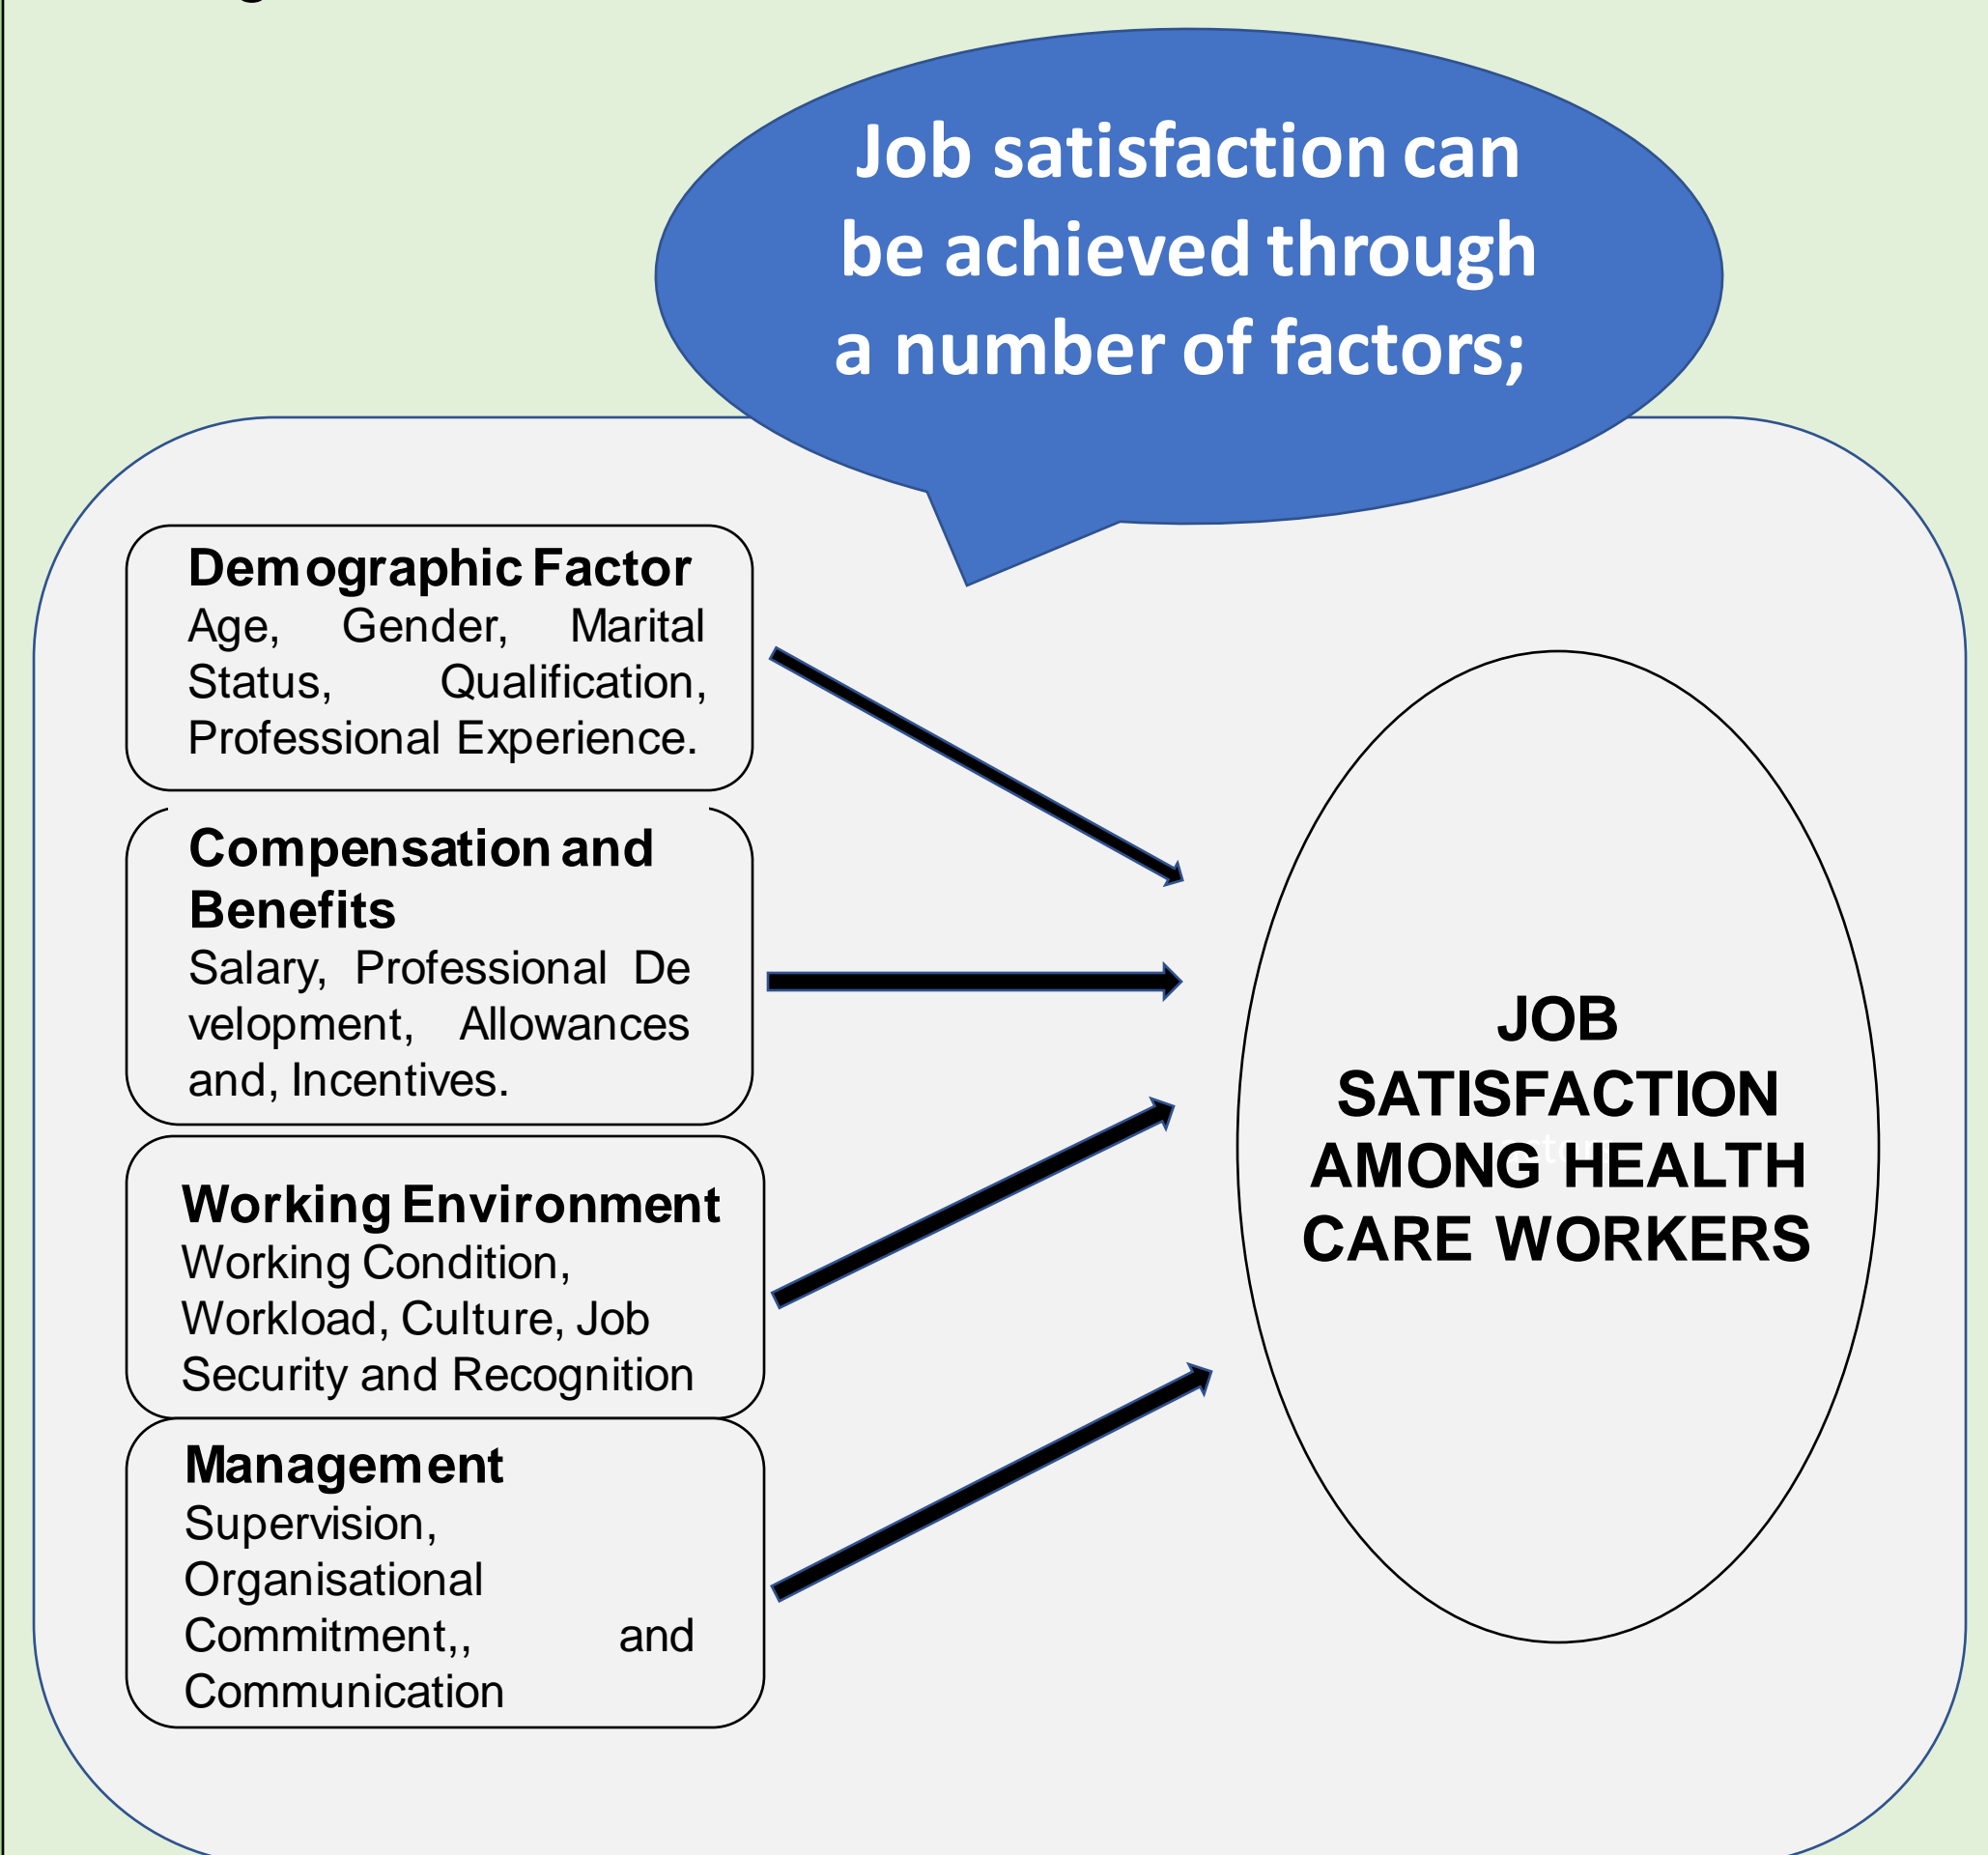 Job satisfaction can
be achieved through
a number of factors;
Demographic Factor
Age, Gender, Marital
Status, Qualification,
Professional Experience.
Compensation and
Benefits
Salary, Professional De
velopment, Allowances
and, Incentives.
Working Environment
Working Condition,
Workload, Culture, Job
Security and Recognition
Management
Supervision,
Organisational
Commitment,, and
Communication
JOB
SATISFACTION
AMONG HEALTH
CARE WORKERS